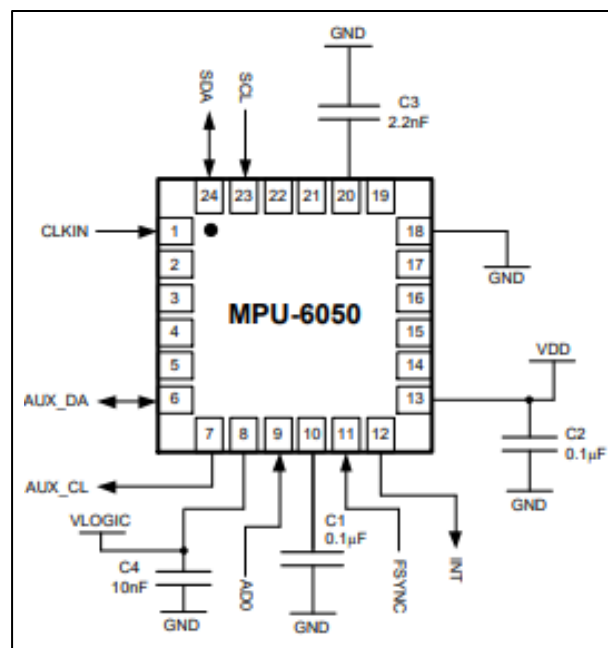 GND
SDA
SCL
C3
2.2nF
24 23 22 21 20 19
CLKIN
1
18
2
17
GND
3
16
MPU-6050
4
15
VDD
5
14
AUX_DA
6
13
7 8 9 10 11 12
C2
0.1µF
AUX_CL
GND
VLOGIC
C1
0.1µF
C4
10nF
AD0
FSYNC
INT
GND
GND